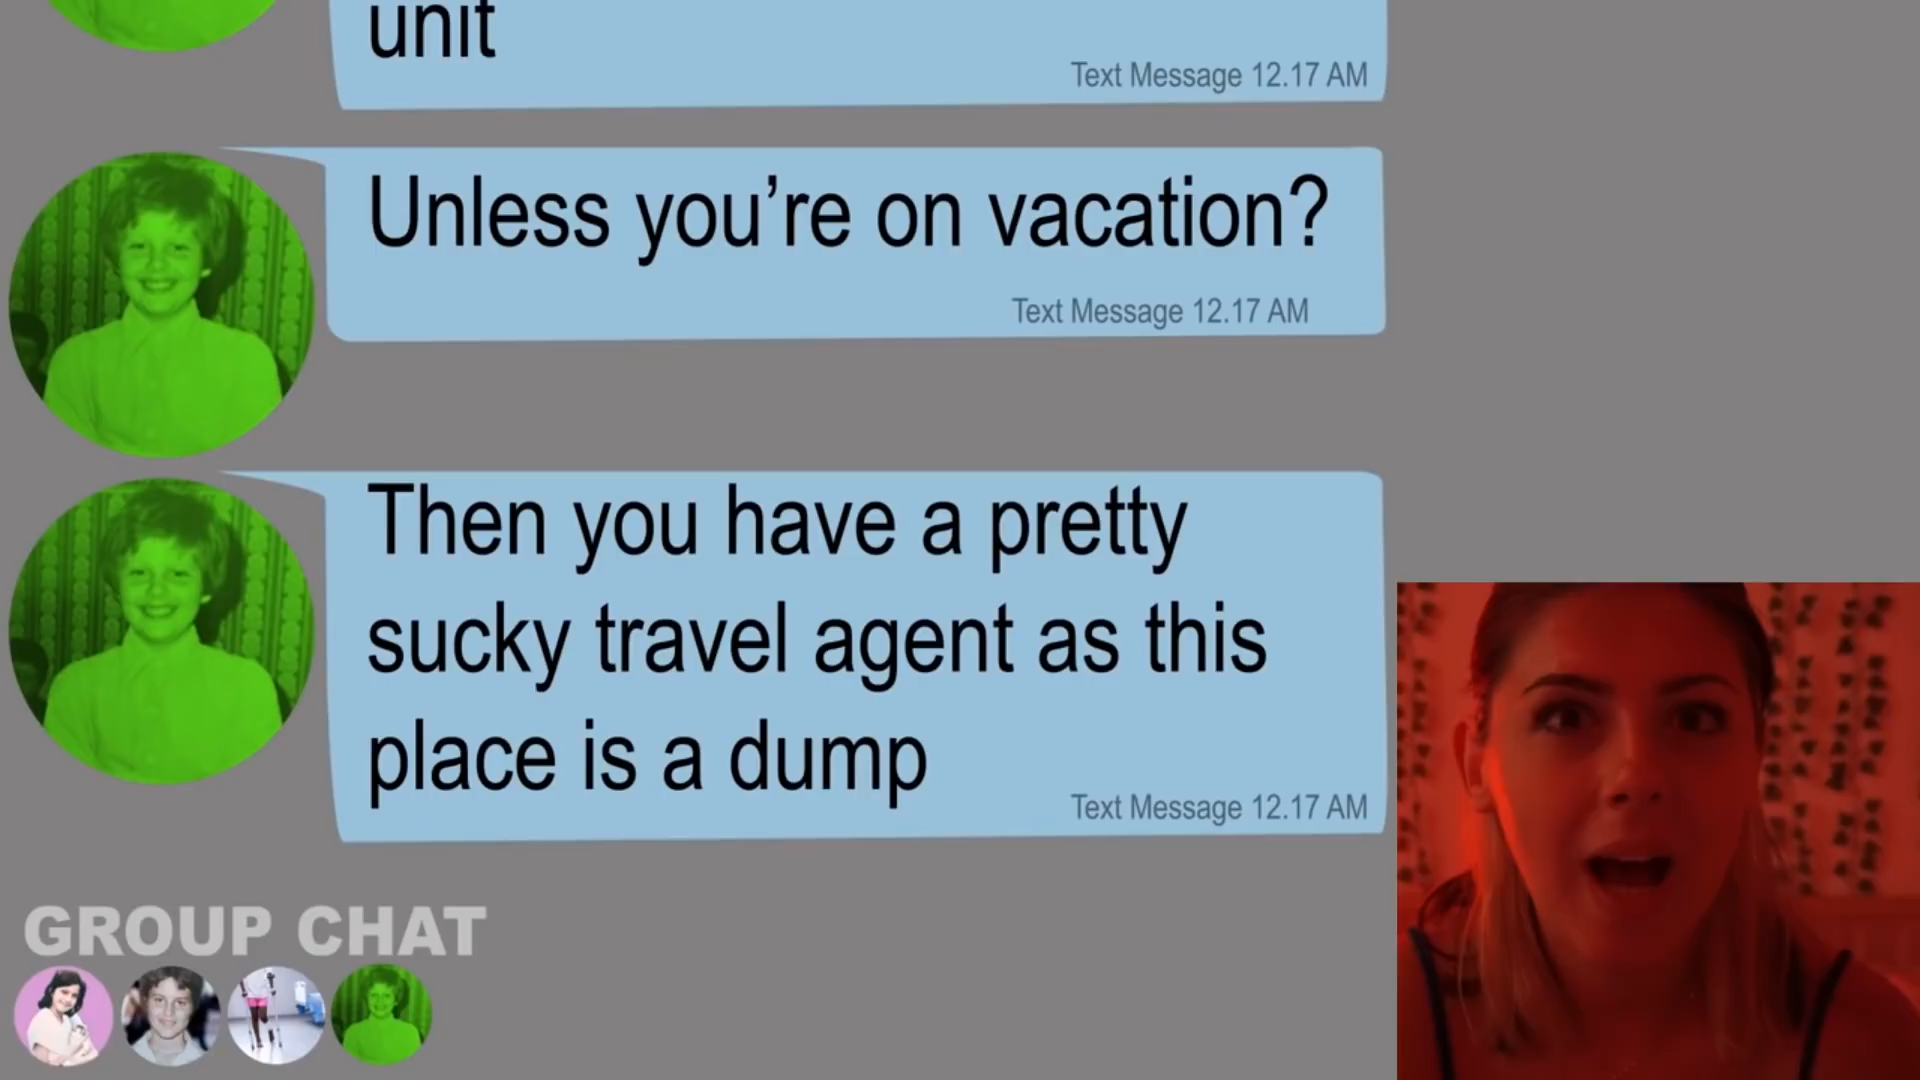 unit
Text Message 12.17 AM
Unless you’re on vacation?
Text Message 12.17 AM
Then you have a pretty
sucky travel agent as this
place is a dump
Text Message 12.17 AM
GROUP CHAT